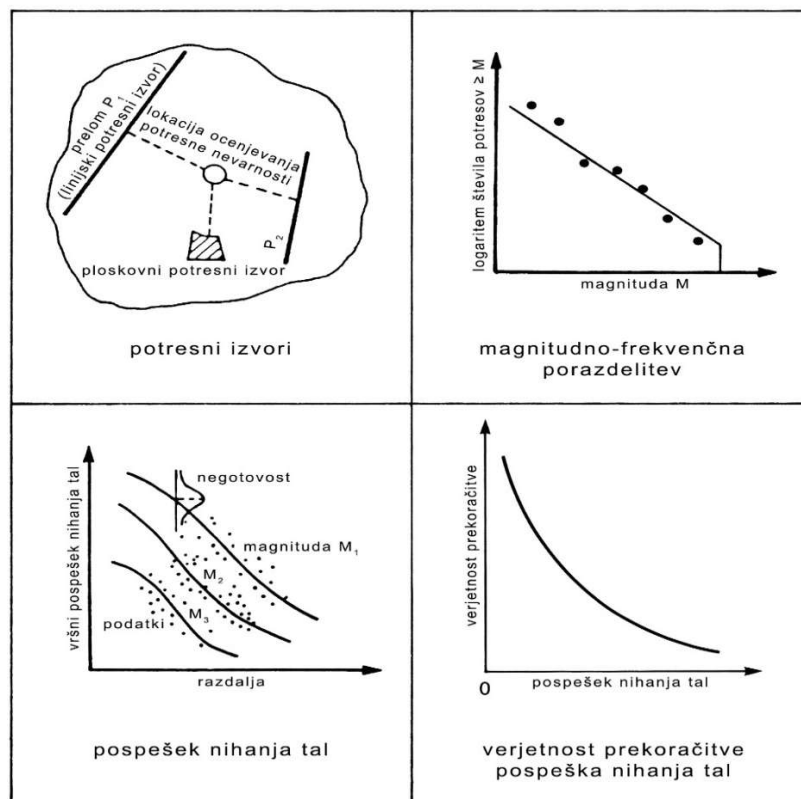 prelom P₁
(linijski potresni izvor)
lokacija ocenjevanja
potresne nevarnosti
P₂
ploskovni potresni izvor
potresni izvori
logaritem števila potresov ≥ M
magnituda M
magnitudno-frekvenčna
porazdelitev
vršni pospešek nihanja tal
negotovost
magnituda M₁
M₂
M₃
podatki
razdalja
pospešek nihanja tal
verjetnost prekoračitve
0
pospešek nihanja tal
verjetnost prekoračitve
pospeška nihanja tal